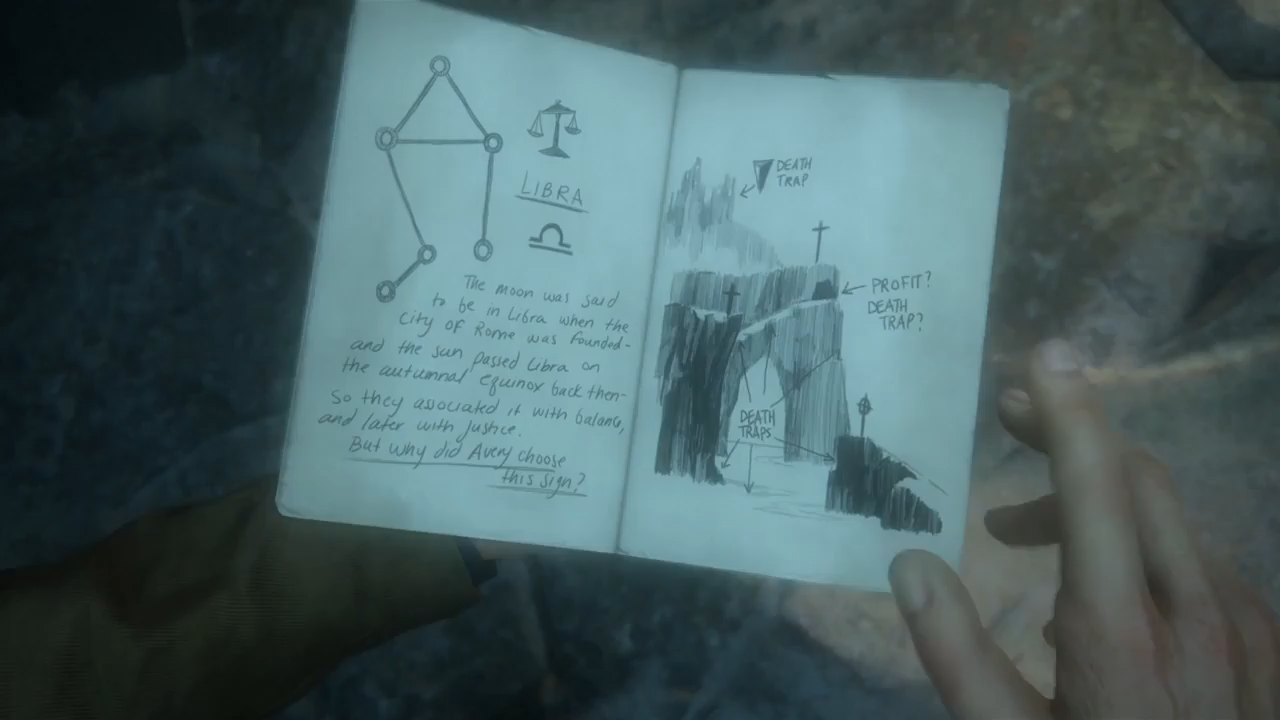 LIBRA
The moon was said
to be in Libra when the
city of Rome was founded-
and the sun passed Libra on
the autumnal equinox back then-
So they associated it with balance,
and later with justice.
But why did Avery choose
this sign?
DEATH
TRAP
PROFIT?
DEATH
TRAP?
DEATH
TRAPS